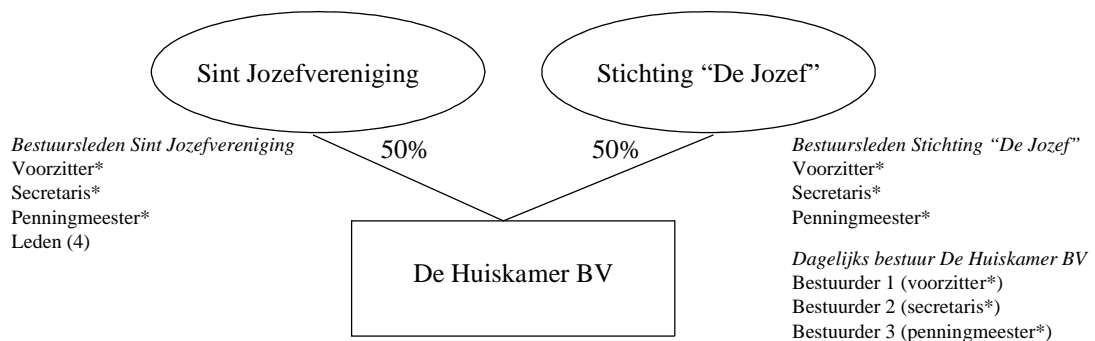 Sint Jozefvereniging
Stichting “De Jozef”
50%
50%
Bestuursleden Sint Jozefvereniging
Voorzitter*
Secretaris*
Penningmeester*
Leden (4)
Bestuursleden Stichting “De Jozef”
Voorzitter*
Secretaris*
Penningmeester*
De Huiskamer BV
Dagelijks bestuur De Huiskamer BV
Bestuurder 1 (voorzitter*)
Bestuurder 2 (secretaris*)
Bestuurder 3 (penningmeester*)